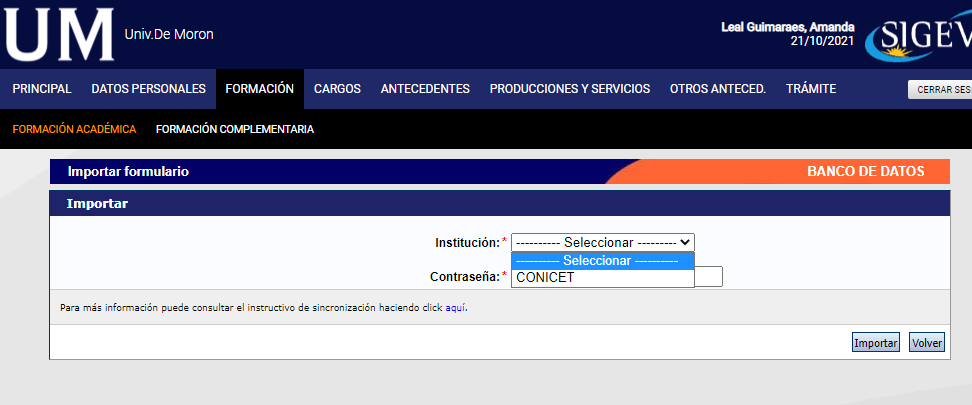 UM Univ.De Moron
Leal Guimaraes, Amanda
21/10/2021
SIGEV
PRINCIPAL DATOS PERSONALES FORMACIÓN CARGOS ANTECEDENTES PRODUCCIONES Y SERVICIOS OTROS ANTECED. TRÁMITE CERRAR SES
FORMACIÓN ACADÉMICA FORMACIÓN COMPLEMENTARIA
Importar formulario BANCO DE DATOS
Importar
Institución:* ---------- Seleccionar ---------
---------- Seleccionar ----------
Contraseña:* CONICET
Para más información puede consultar el instructivo de sincronización haciendo click aquí.
Importar Volver